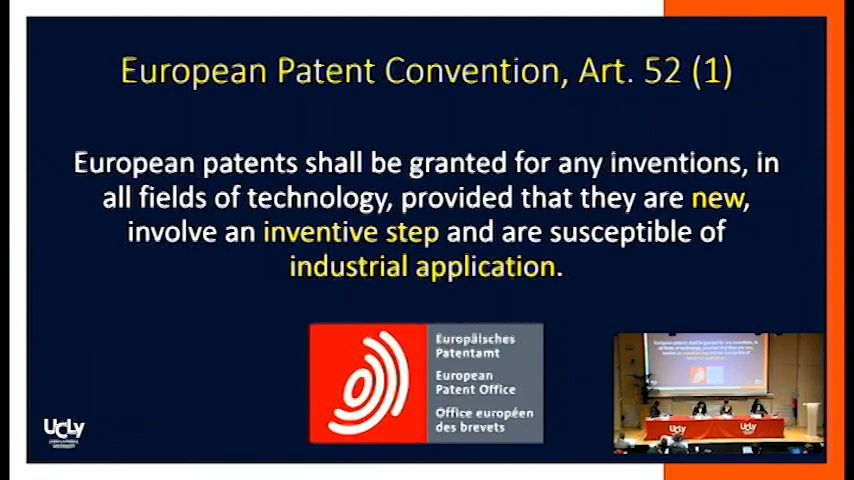 European Patent Convention, Art. 52 (1)
European patents shall be granted for any inventions, in
all fields of technology, provided that they are new,
involve an inventive step and are susceptible of
industrial application.
Europäisches
Patentamt
European
Patent Office
Office européen
des brevets
UCLy
UCLy
UCLy